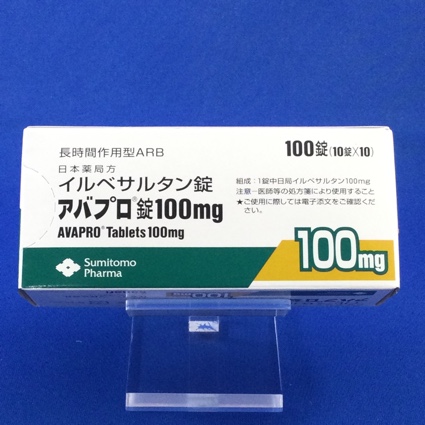 長時間作用型ARB
日本薬局方
イルベサルタン錠
アバプロ®錠100mg
AVAPRO® Tablets 100mg
100錠(10錠×10)
組成:1錠中日局イルベサルタン100mg
注意-医師等の処方箋により使用すること
★ご使用に際しては電子添文をご確認くだ
さい。
100mg
Sumitomo
Pharma